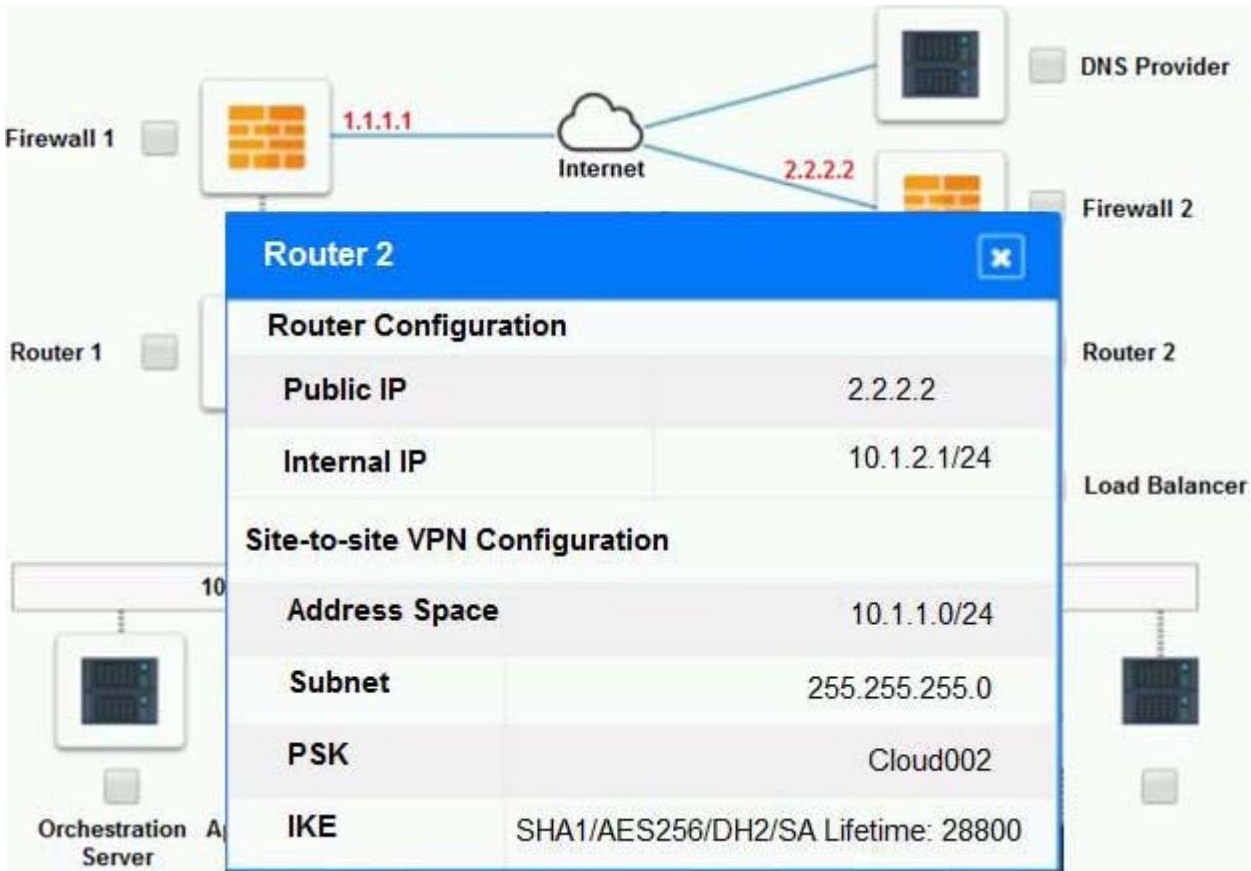 DNS Provider
Firewall 1
1.1.1.1
Internet
2.2.2.2
Firewall 2
Router 2
Router Configuration
Router 1
Router 2
Public IP 2.2.2.2
Internal IP 10.1.2.1/24
Load Balancer
Site-to-site VPN Configuration
10
Address Space 10.1.1.0/24
Subnet 255.255.255.0
PSK Cloud002
IKE SHA1/AES256/DH2/SA Lifetime: 28800
Orchestration
Server